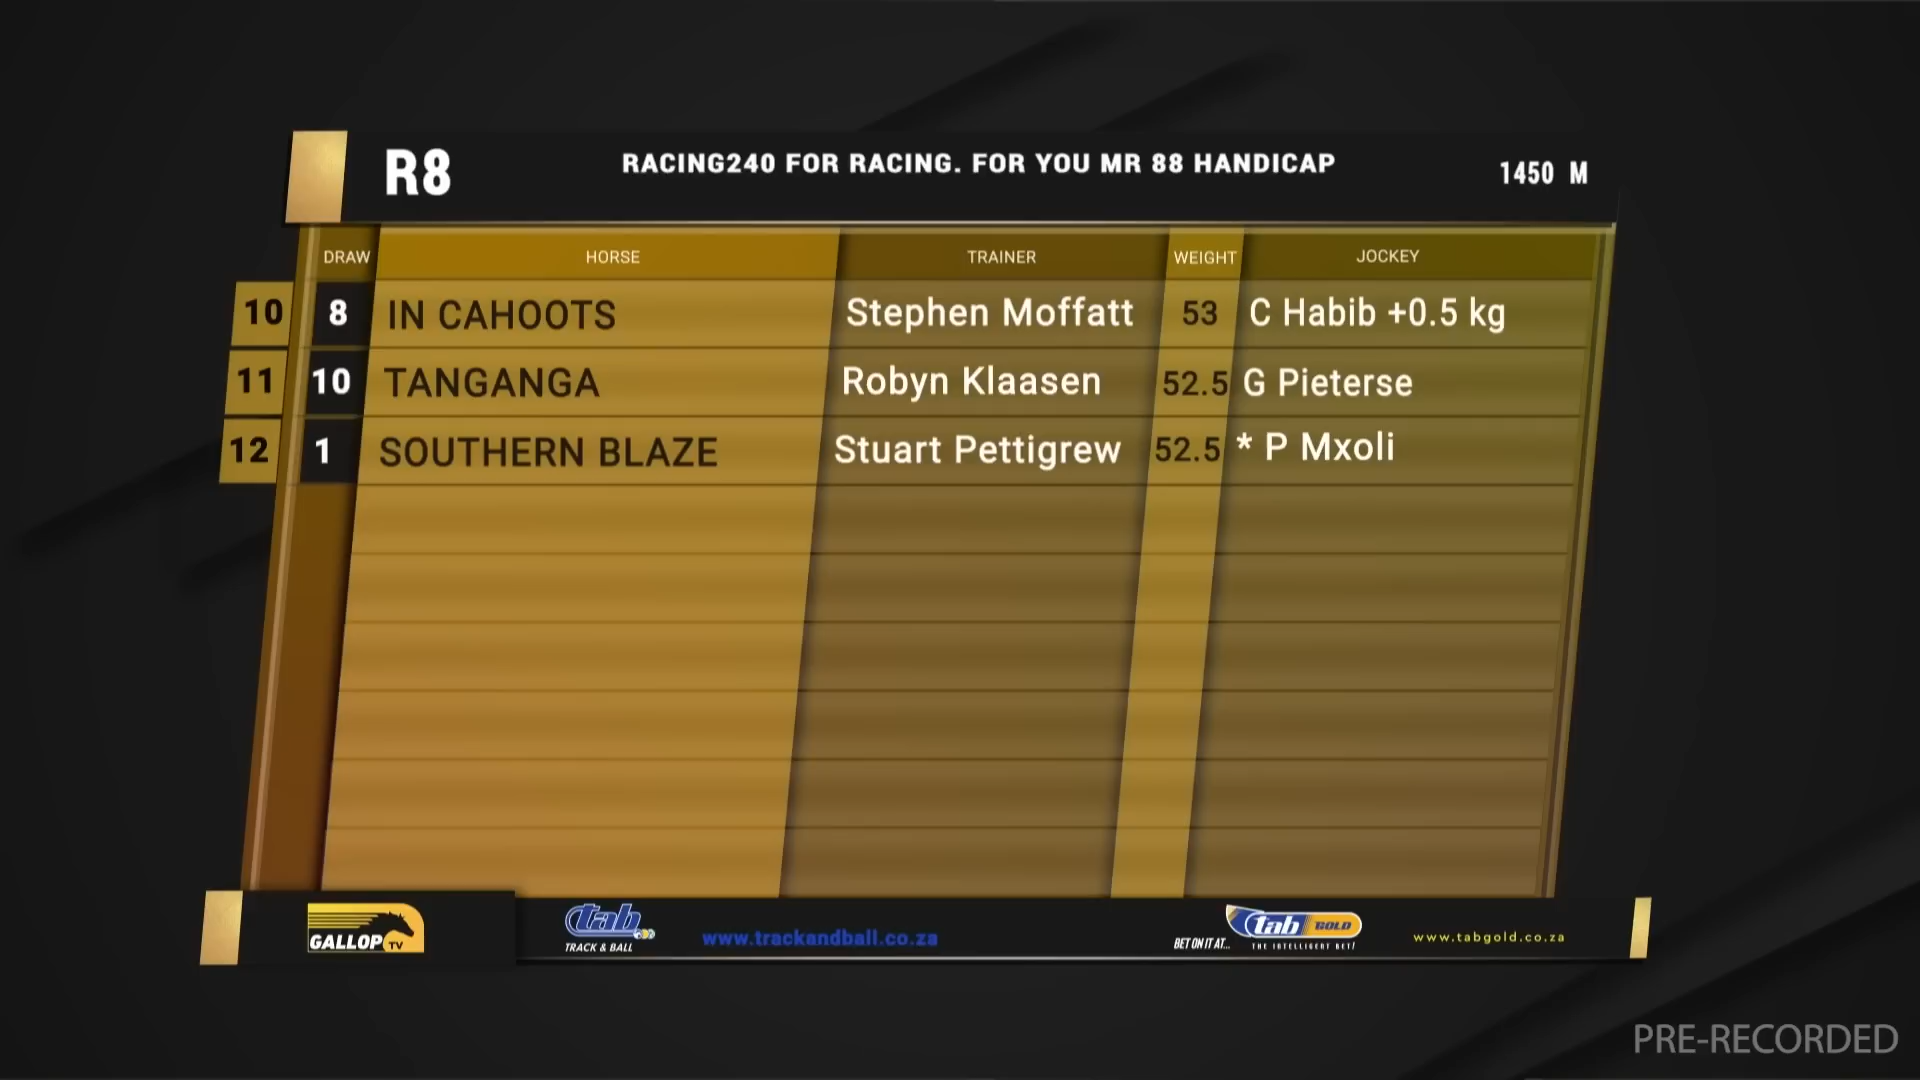 R8 RACING240 FOR RACING. FOR YOU MR 88 HANDICAP 1450 M
DRAW HORSE TRAINER WEIGHT JOCKEY
10 8 IN CAHOOTS Stephen Moffatt 53 C Habib +0.5 kg
11 10 TANGANGA Robyn Klaasen 52.5 G Pieterse
12 1 SOUTHERN BLAZE Stuart Pettigrew 52.5 * P Mxoli
GALLOP TV
tab
TRACK & BALL
www.trackandball.co.za
BET ON IT AT...
tab GOLD
THE INTELLIGENT BET!
www.tabgold.co.za
PRE-RECORDED